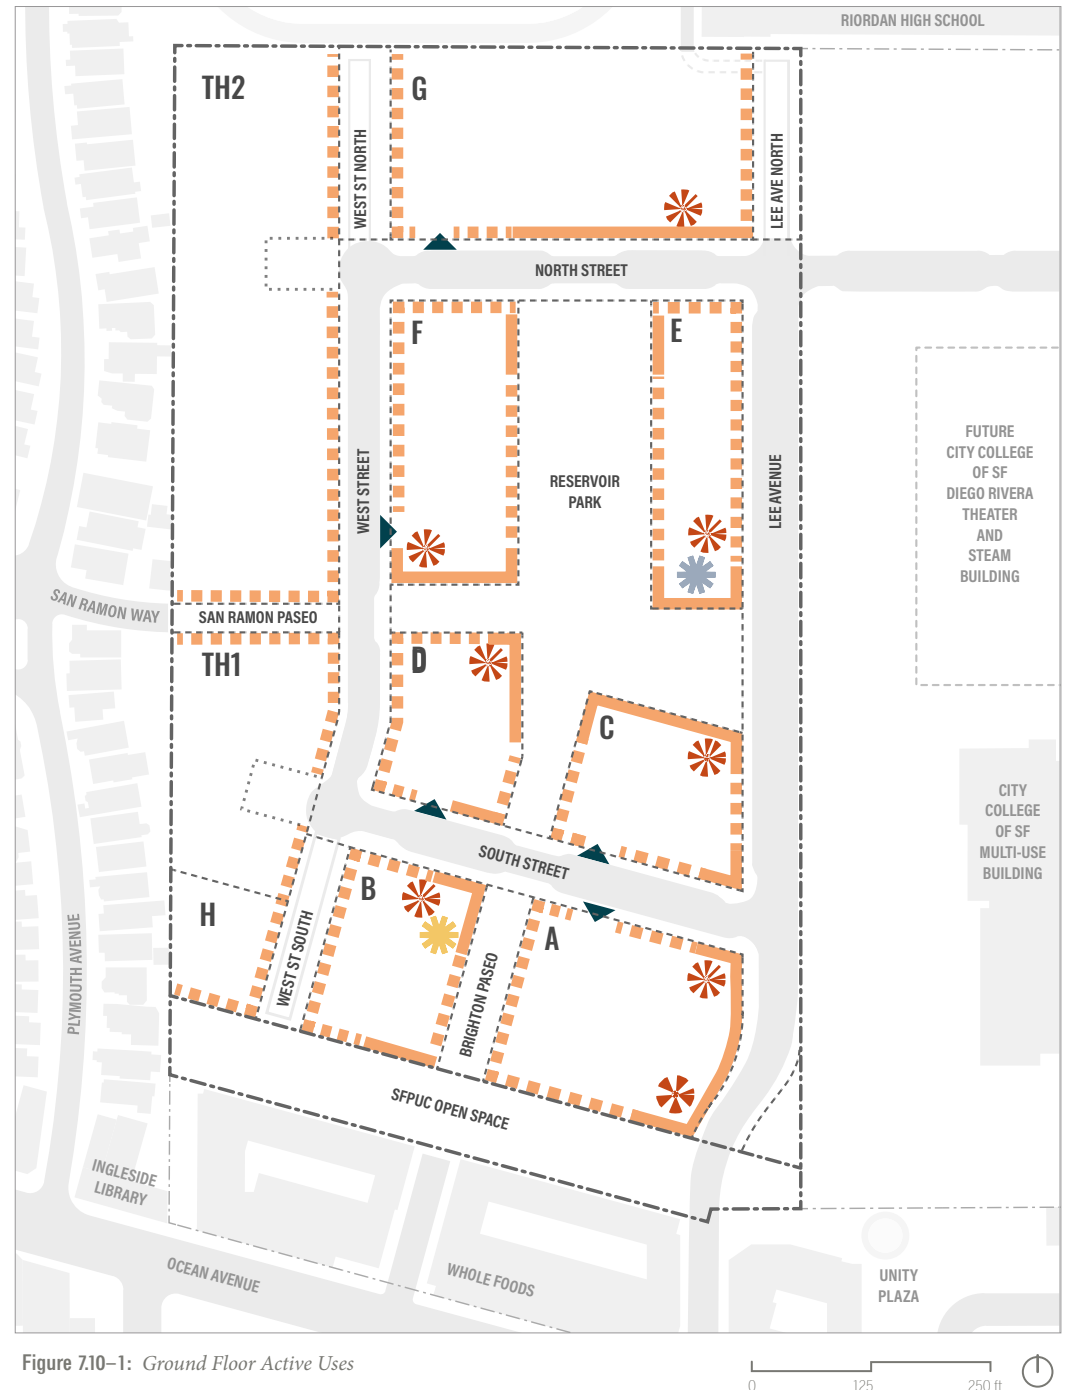 RIORDAN HIGH SCHOOL
TH2
G
WEST ST NORTH
LEE AVE NORTH
NORTH STREET
F
E
WEST STREET
RESERVOIR
PARK
LEE AVENUE
FUTURE
CITY COLLEGE
OF SF
DIEGO RIVERA
THEATER
AND
STEAM
BUILDING
SAN RAMON WAY
SAN RAMON PASEO
TH1
D
C
CITY
COLLEGE
OF SF
MULTI-USE
BUILDING
SOUTH STREET
B
H
A
WEST ST SOUTH
BRIGHTON PASEO
PLYMOUTH AVENUE
SFPUC OPEN SPACE
INGLESIDE
LIBRARY
OCEAN AVENUE
WHOLE FOODS
UNITY
PLAZA
Figure 7.10–1: Ground Floor Active Uses
0 125 250 ft